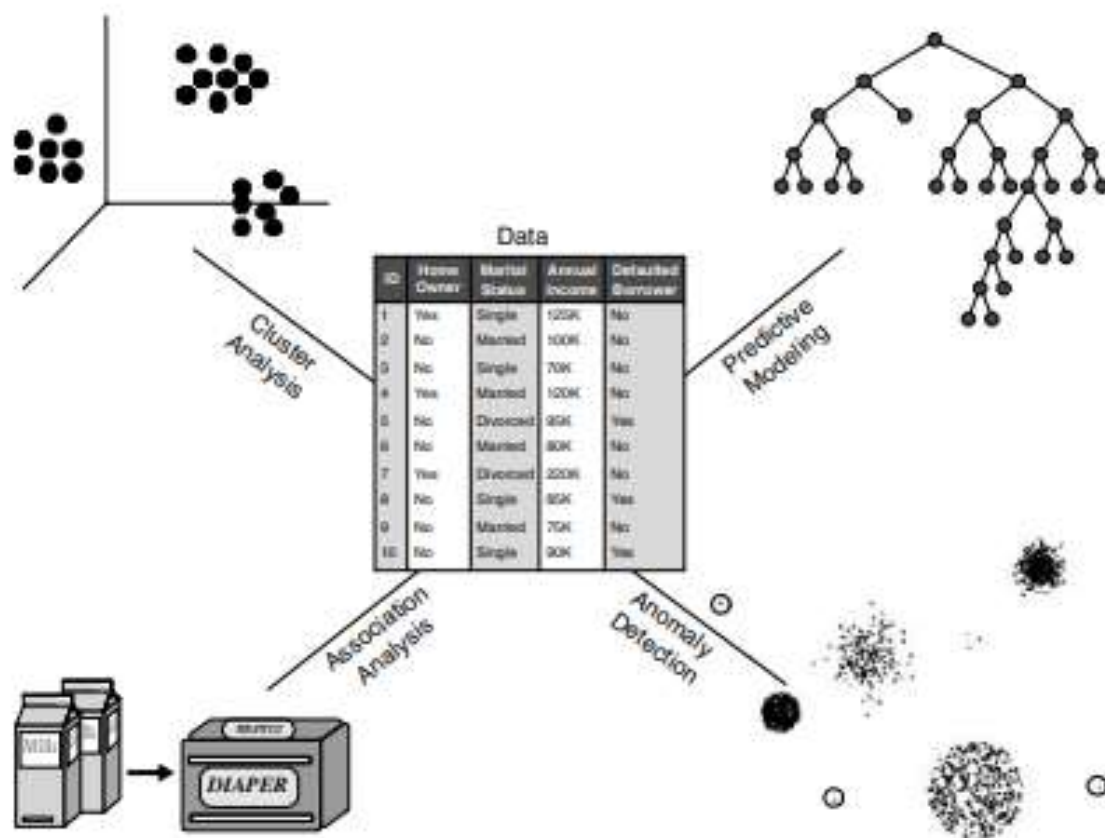 Data
ID Home Owner Marital Status Annual Income Defaulted Borrower
1 Yes Single 125K No
2 No Married 100K No
3 No Single 70K No
4 Yes Married 120K No
5 No Divorced 95K Yes
6 No Married 60K No
7 Yes Divorced 220K No
8 No Single 85K Yes
9 No Married 75K No
10 No Single 90K Yes
Cluster
Analysis
Predictive
Modeling
Association
Analysis
Anomaly
Detection
Milk
DIAPER